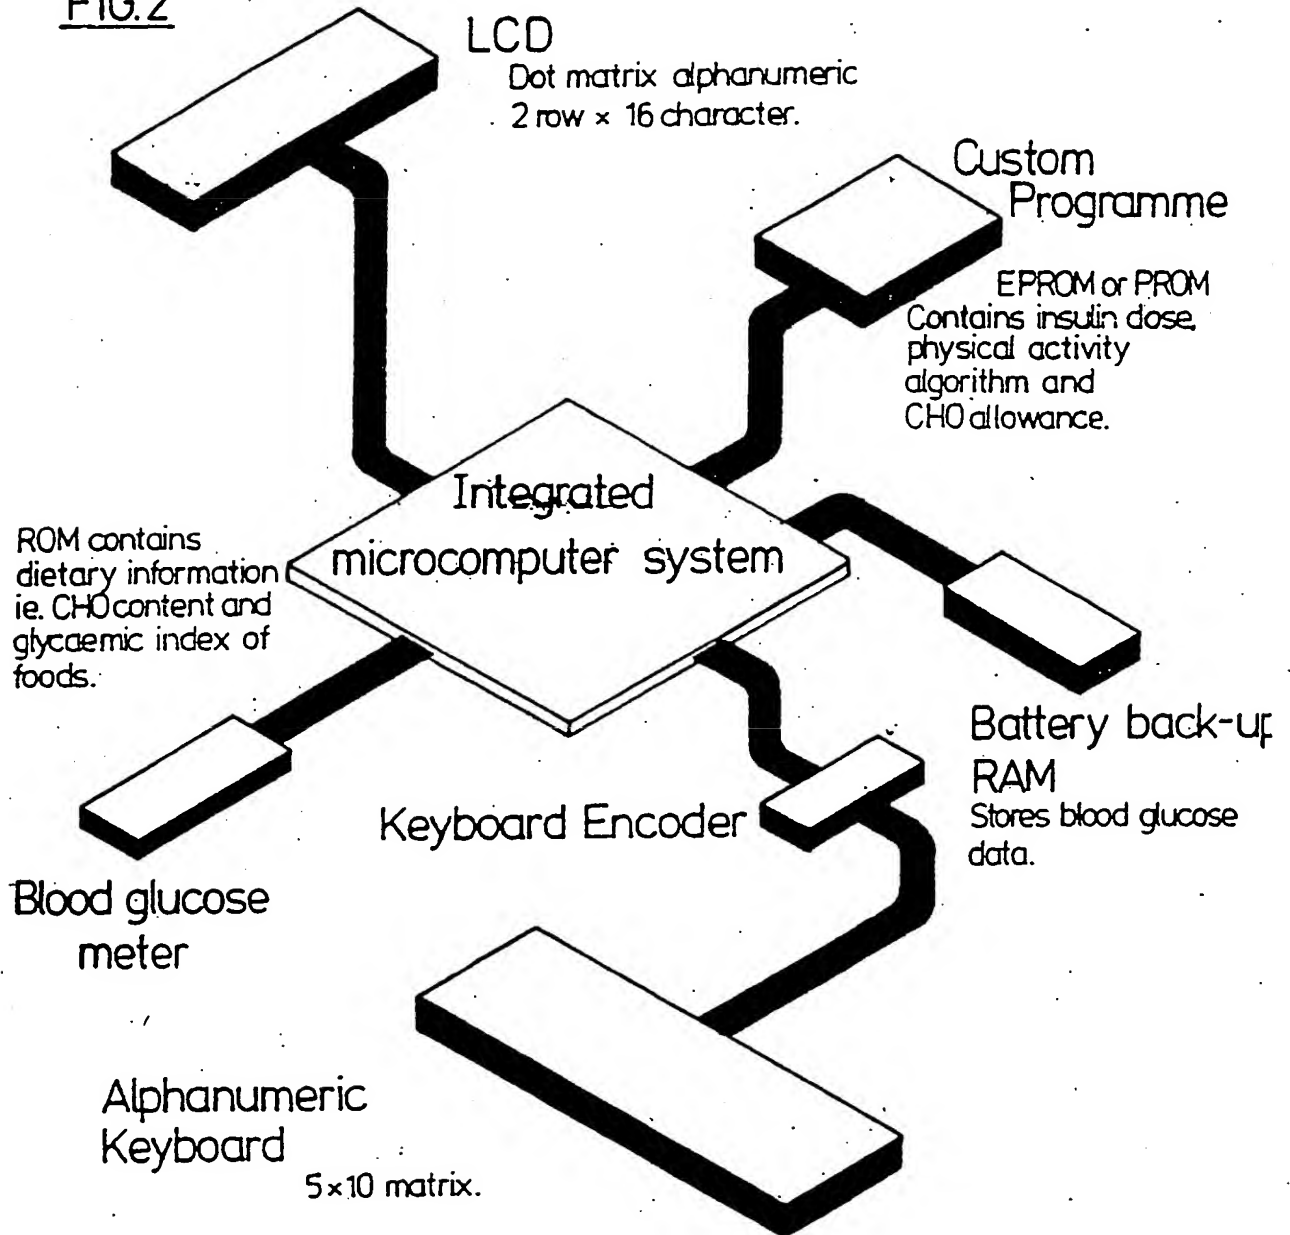 FIG.2
LCD
Dot matrix alphanumeric
2 row × 16 character.
Custom
Programme
EPROM or PROM
Contains insulin dose,
physical activity
algorithm and
CHO allowance.
Integrated
microcomputer system
ROM contains
dietary information
ie. CHO content and
glycaemic index of
foods.
Battery back-up
RAM
Stores blood glucose
data.
Keyboard Encoder
Blood glucose
meter
Alphanumeric
Keyboard
5×10 matrix.